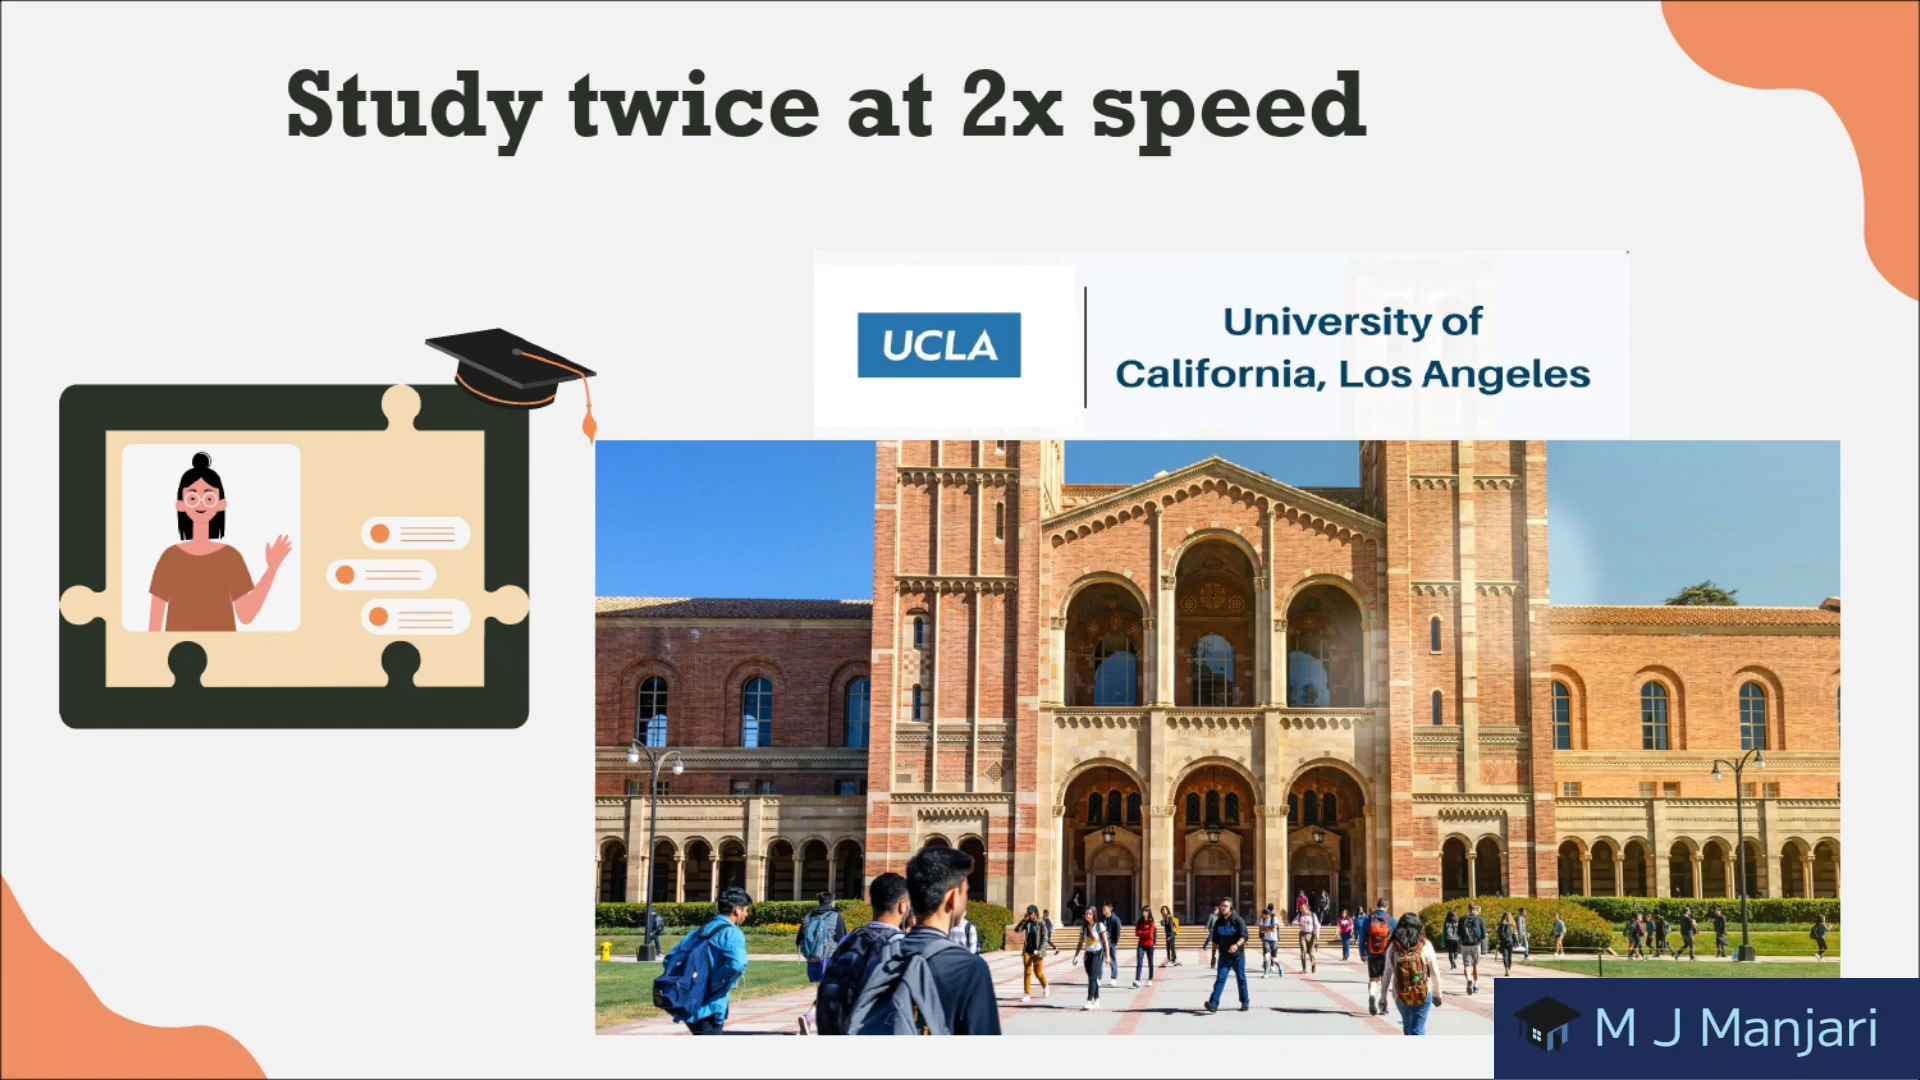 Study twice at 2x speed
UCLA
University of
California, Los Angeles
M J Manjari